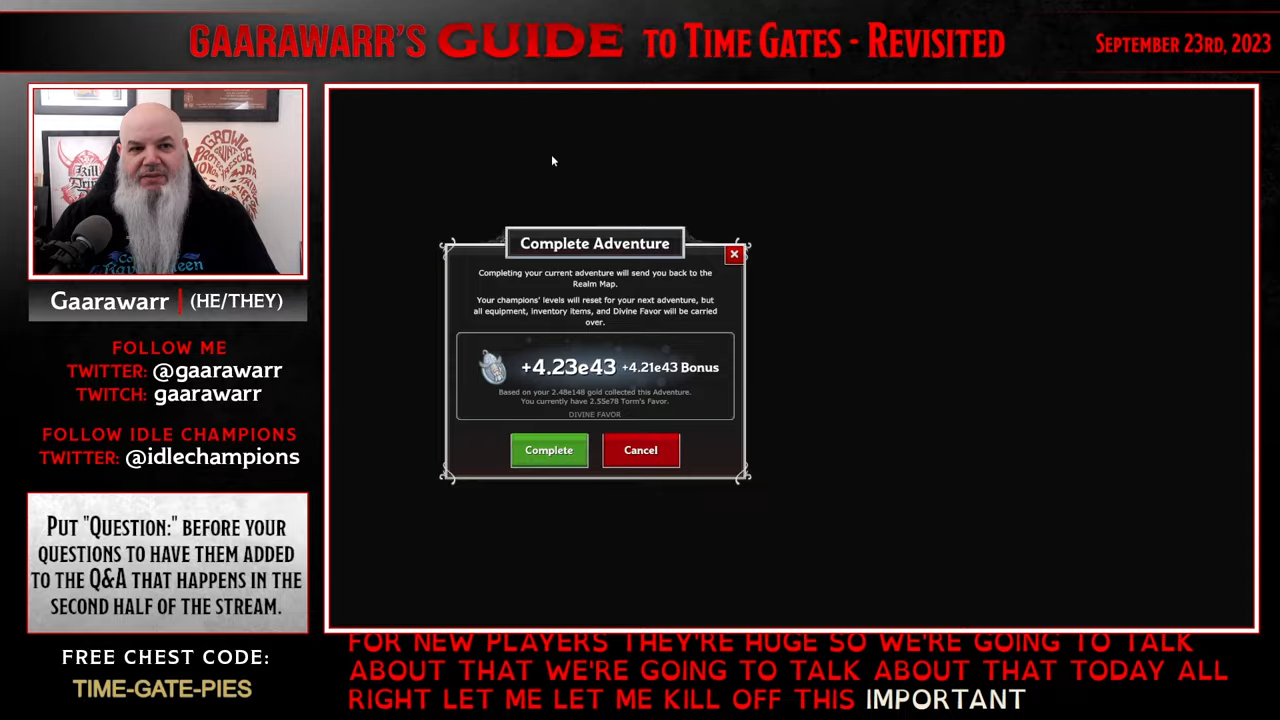 GAARAWARR'S GUIDE TO TIME GATES - REVISITED
SEPTEMBER 23RD, 2023
Gaarawarr | (HE/THEY)
FOLLOW ME
TWITTER: @gaarawarr
TWITCH: gaarawarr
FOLLOW IDLE CHAMPIONS
TWITTER: @idlechampions
PUT "QUESTION:" BEFORE YOUR
QUESTIONS TO HAVE THEM ADDED
TO THE Q&A THAT HAPPENS IN THE
SECOND HALF OF THE STREAM.
FREE CHEST CODE:
TIME-GATE-PIES
Complete Adventure
Completing your current adventure will send you back to the
Realm Map.
Your champions' levels will reset for your next adventure, but
all equipment, inventory items, and Divine Favor will be carried
over.
+4.23e43 +4.21e43 Bonus
Based on your 2.48e148 gold collected this Adventure.
You currently have 2.55e78 Torm's Favor.
DIVINE FAVOR
Complete
Cancel
FOR NEW PLAYERS THEY'RE HUGE SO WE'RE GOING TO TALK
ABOUT THAT WE'RE GOING TO TALK ABOUT THAT TODAY ALL
RIGHT LET ME LET ME KILL OFF THIS IMPORTANT